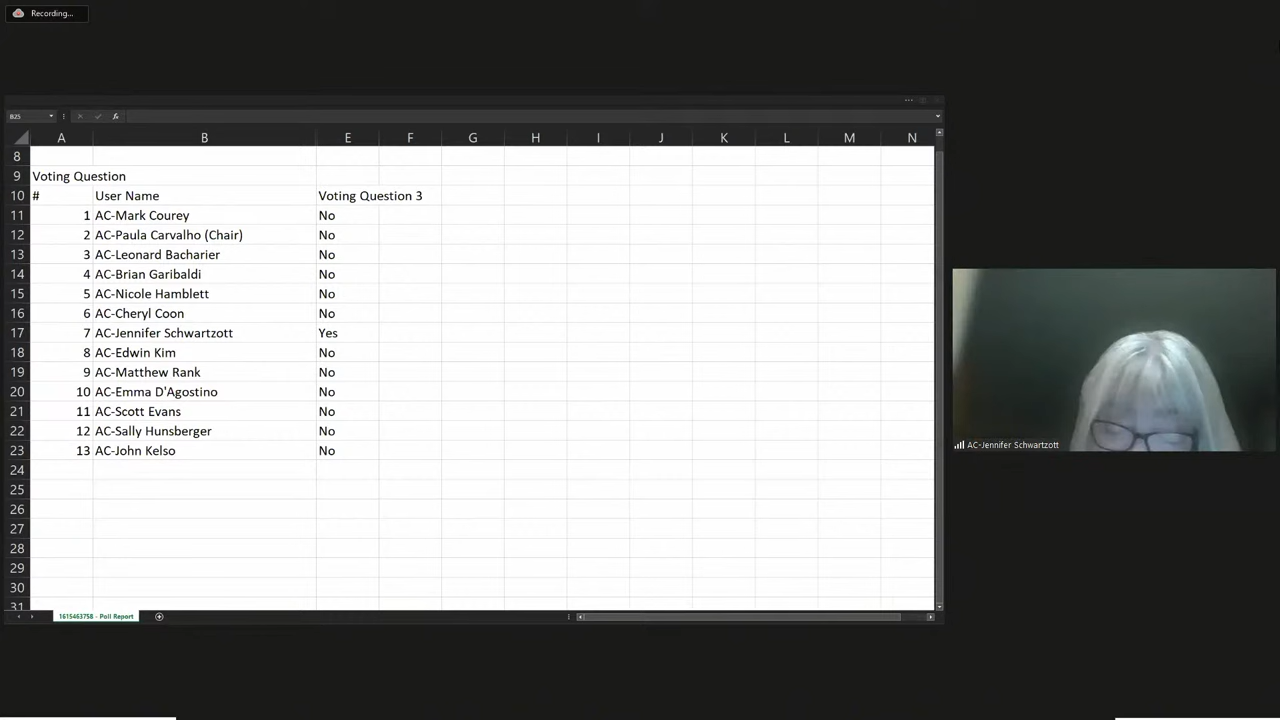 Recording...
B25
fx
A B E F G H I J K L M N
8
9 Voting Question
10 # User Name Voting Question 3
11 1 AC-Mark Courey No
12 2 AC-Paula Carvalho (Chair) No
13 3 AC-Leonard Bacharier No
14 4 AC-Brian Garibaldi No
15 5 AC-Nicole Hamblett No
16 6 AC-Cheryl Coon No
17 7 AC-Jennifer Schwartzott Yes
18 8 AC-Edwin Kim No
19 9 AC-Matthew Rank No
20 10 AC-Emma D'Agostino No
21 11 AC-Scott Evans No
22 12 AC-Sally Hunsberger No
23 13 AC-John Kelso No
24
25
26
27
28
29
30
31
1615463758 - Poll Report
AC-Jennifer Schwartzott